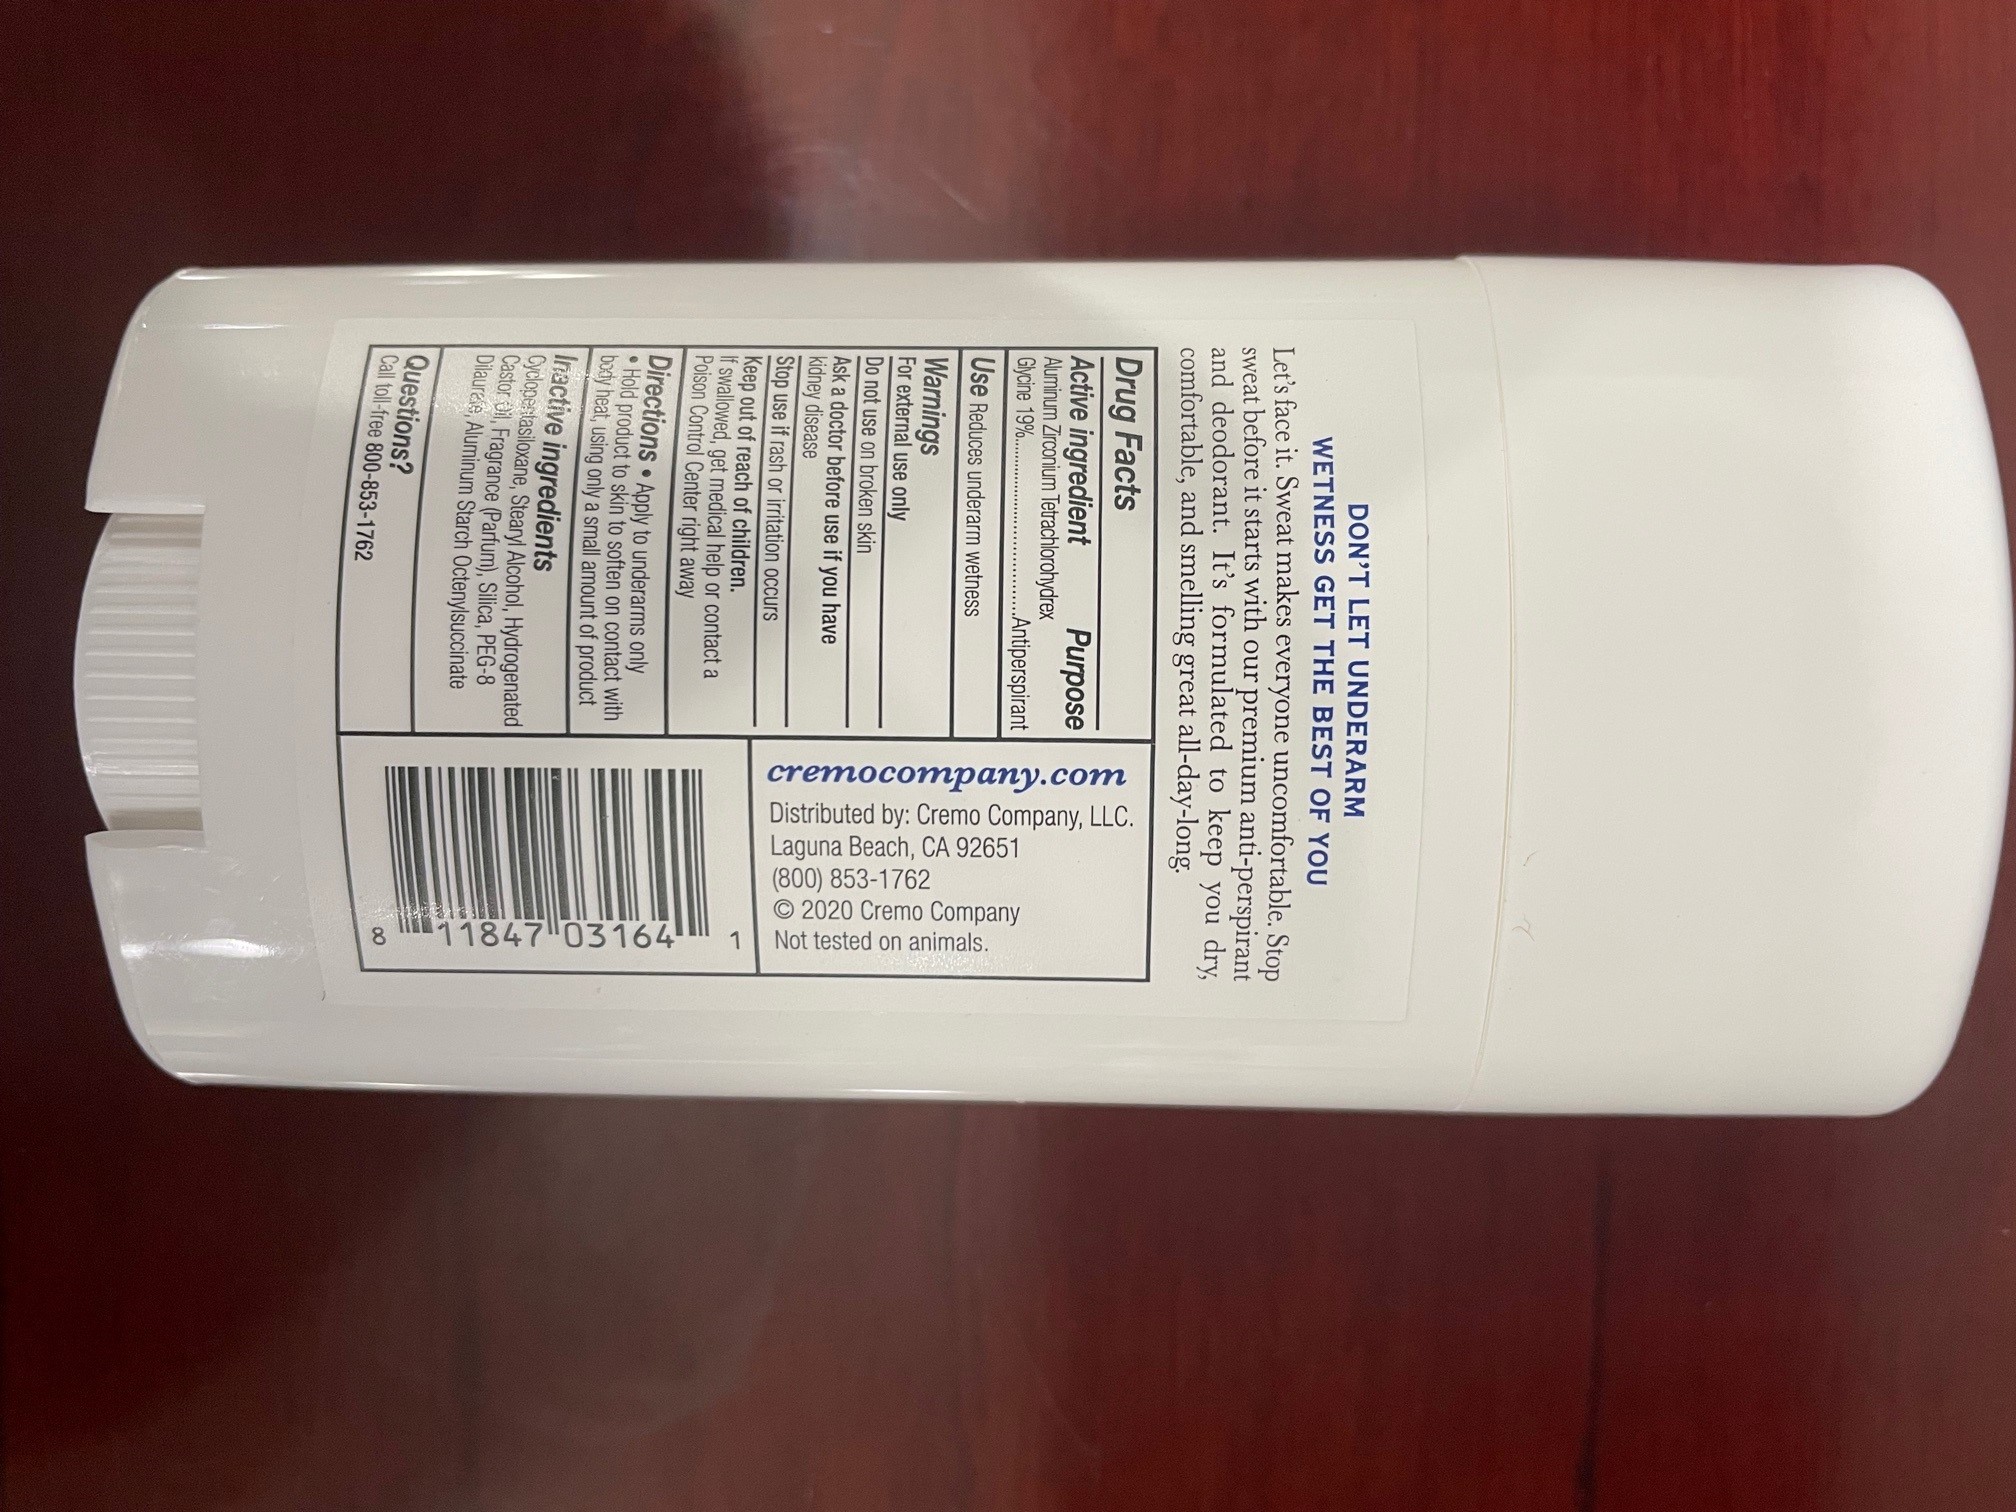 DON'T LET UNDERARM
WETNESS GET THE BEST OF YOU
Let's face it. Sweat makes everyone uncomfortable. Stop
sweat before it starts with our premium anti-perspirant
and deodorant. It's formulated to keep you dry,
comfortable, and smelling great all-day-long.
Drug Facts
Active ingredient Purpose
Aluminum Zirconium Tetrachlorohydrex
Glycine 19%..............................Antiperspirant
Use Reduces underarm wetness
Warnings
For external use only
Do not use on broken skin
Ask a doctor before use if you have
kidney disease
Stop use if rash or irritation occurs
Keep out of reach of children.
If swallowed, get medical help or contact a
Poison Control Center right away
Directions • Apply to underarms only
• Hold product to skin to soften on contact with
body heat, using only a small amount of product
Inactive ingredients
Cyclopentasiloxane, Stearyl Alcohol, Hydrogenated
Castor Oil, Fragrance (Parfum), Silica, PEG-8
Dilaurate, Aluminum Starch Octenylsuccinate
Questions?
Call toll-free 800-853-1762
cremocompany.com
Distributed by: Cremo Company, LLC.
Laguna Beach, CA 92651
(800) 853-1762
© 2020 Cremo Company
Not tested on animals.
8 11847 03164 1